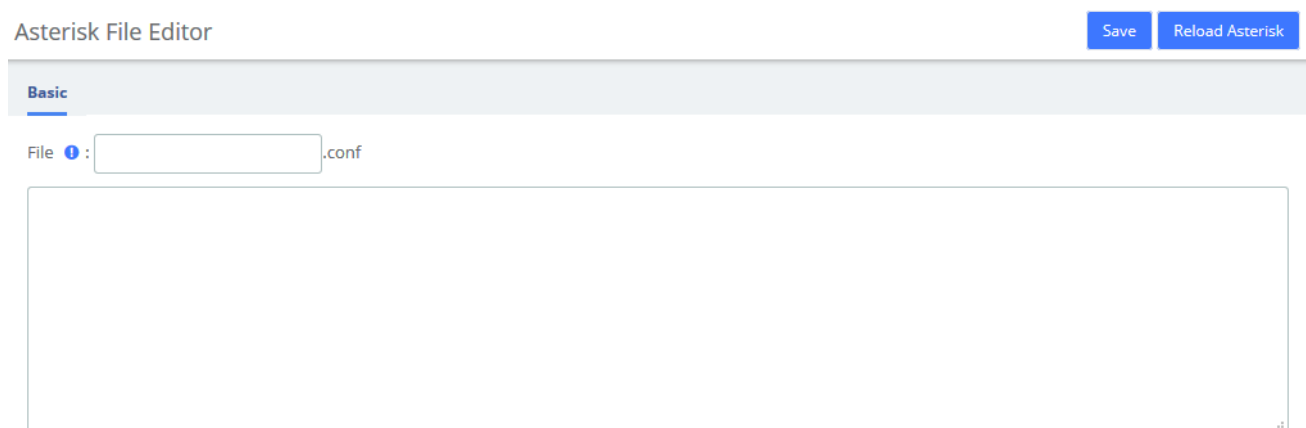 Asterisk File Editor
Save
Reload Asterisk
Basic
File ! : .conf